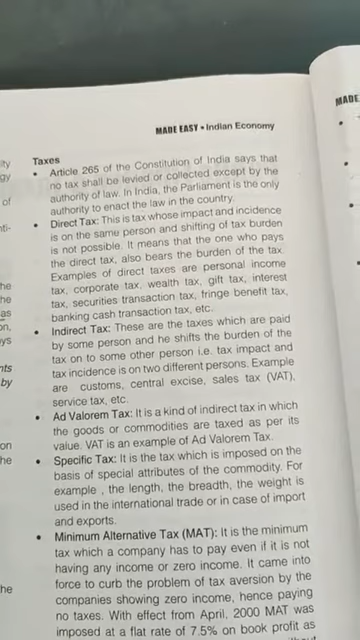 MADE EASY • Indian Economy
MADE
Taxes
• Article 265 of the Constitution of India says that
no tax shall be levied or collected except by the
authority of law. In India, the Parliament is the only
authority to enact the law in the country.
• Direct Tax: This is tax whose impact and incidence
is on the same person and shifting of tax burden
is not possible. It means that the one who pays
the direct tax, also bears the burden of the tax.
Examples of direct taxes are personal income
tax, corporate tax, wealth tax, gift tax, interest
tax, securities transaction tax, fringe benefit tax,
banking cash transaction tax, etc.
• Indirect Tax: These are the taxes which are paid
by some person and he shifts the burden of the
tax on to some other person i.e. tax impact and
tax incidence is on two different persons. Example
are customs, central excise, sales tax (VAT),
service tax, etc.
• Ad Valorem Tax: It is a kind of indirect tax in which
the goods or commodities are taxed as per its
value. VAT is an example of Ad Valorem Tax.
• Specific Tax: It is the tax which is imposed on the
basis of special attributes of the commodity. For
example , the length, the breadth, the weight is
used in the international trade or in case of import
and exports.
• Minimum Alternative Tax (MAT): It is the minimum
tax which a company has to pay even if it is not
having any income or zero income. It came into
force to curb the problem of tax aversion by the
companies showing zero income, hence paying
no taxes. With effect from April, 2000 MAT was
imposed at a flat rate of 7.5% on book profit as